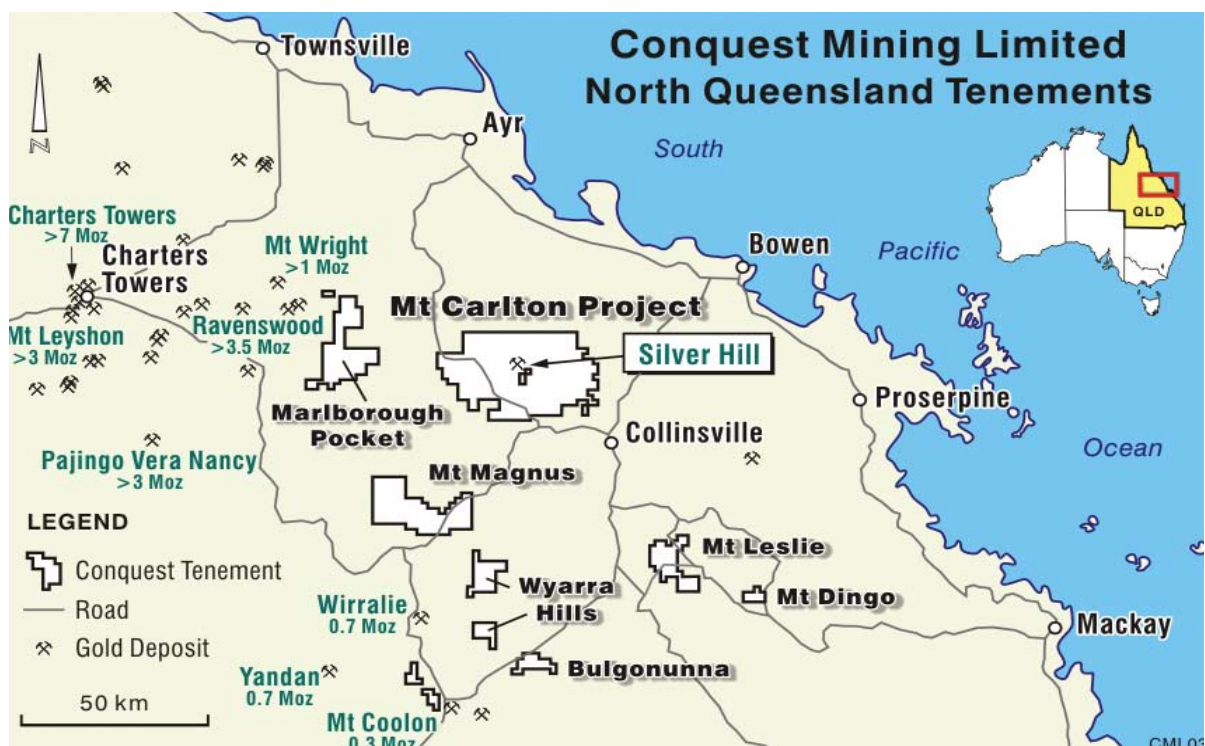 Conquest Mining Limited
North Queensland Tenements
Townsville
N
Ayr
South
QLD
Charters Towers
>7 Moz
Charters
Towers
Mt Wright
>1 Moz
Bowen
Pacific
Mt Carlton Project
Mt Leyshon
>3 Moz
Ravenswood
>3.5 Moz
Silver Hill
Marlborough
Pocket
Proserpine
Collinsville
Ocean
Pajingo Vera Nancy
>3 Moz
Mt Magnus
LEGEND
Conquest Tenement
Road
Gold Deposit
50 km
Mt Leslie
Wyarra
Hills
Mt Dingo
Wirralie
0.7 Moz
Mackay
Bulgonunna
Yandan
0.7 Moz
Mt Coolon
0.3 Moz